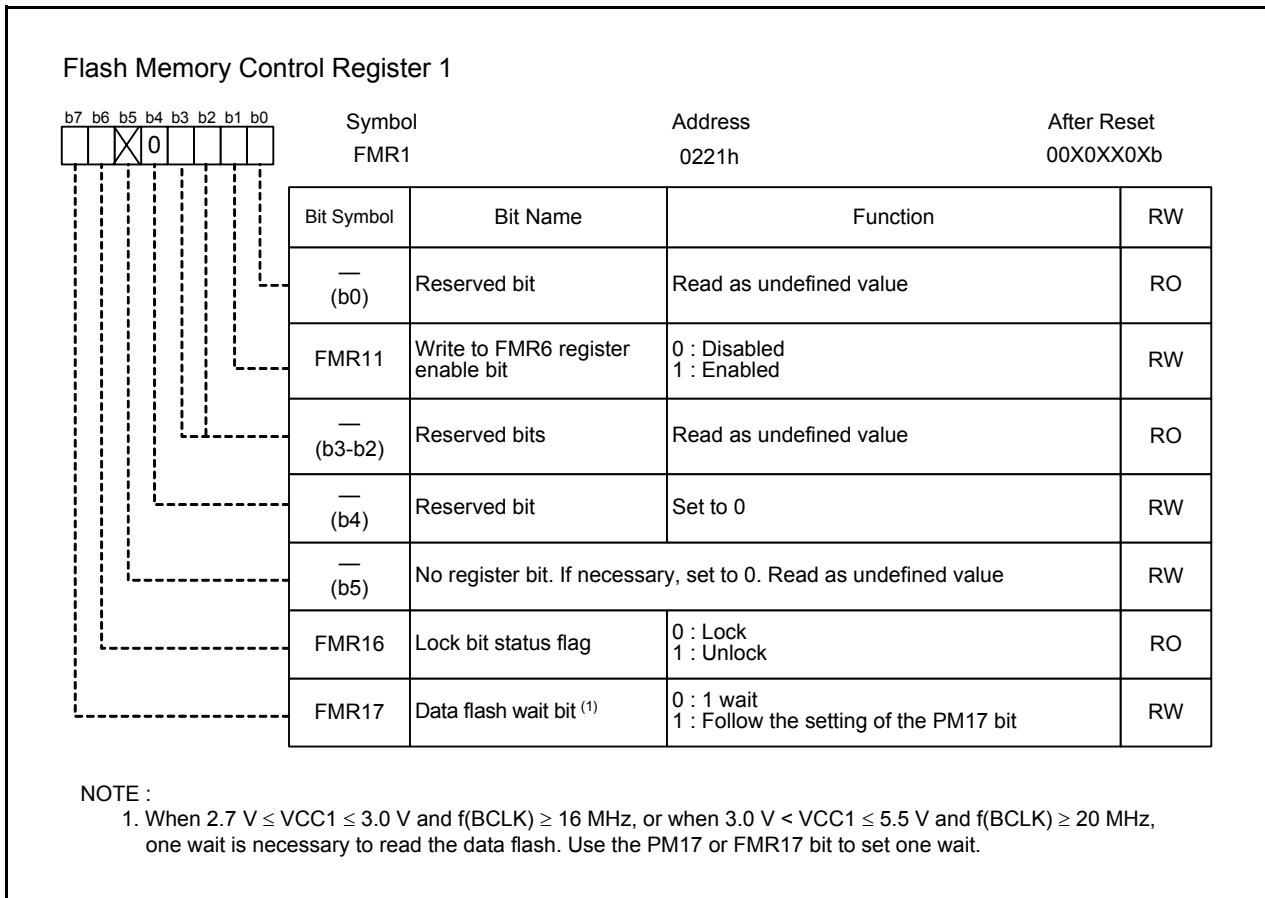 Flash Memory Control Register 1
b7 b6 b5 b4 b3 b2 b1 b0
0
Symbol Address After Reset
FMR1 0221h 00X0XX0Xb
Bit Symbol Bit Name Function RW
—
(b0) Reserved bit Read as undefined value RO
FMR11 Write to FMR6 register
enable bit 0 : Disabled
1 : Enabled RW
—
(b3-b2) Reserved bits Read as undefined value RO
—
(b4) Reserved bit Set to 0 RW
—
(b5) No register bit. If necessary, set to 0. Read as undefined value RW
FMR16 Lock bit status flag 0 : Lock
1 : Unlock RO
FMR17 Data flash wait bit (1) 0 : 1 wait
1 : Follow the setting of the PM17 bit RW
NOTE :
1. When 2.7 V ≤ VCC1 ≤ 3.0 V and f(BCLK) ≥ 16 MHz, or when 3.0 V < VCC1 ≤ 5.5 V and f(BCLK) ≥ 20 MHz,
one wait is necessary to read the data flash. Use the PM17 or FMR17 bit to set one wait.